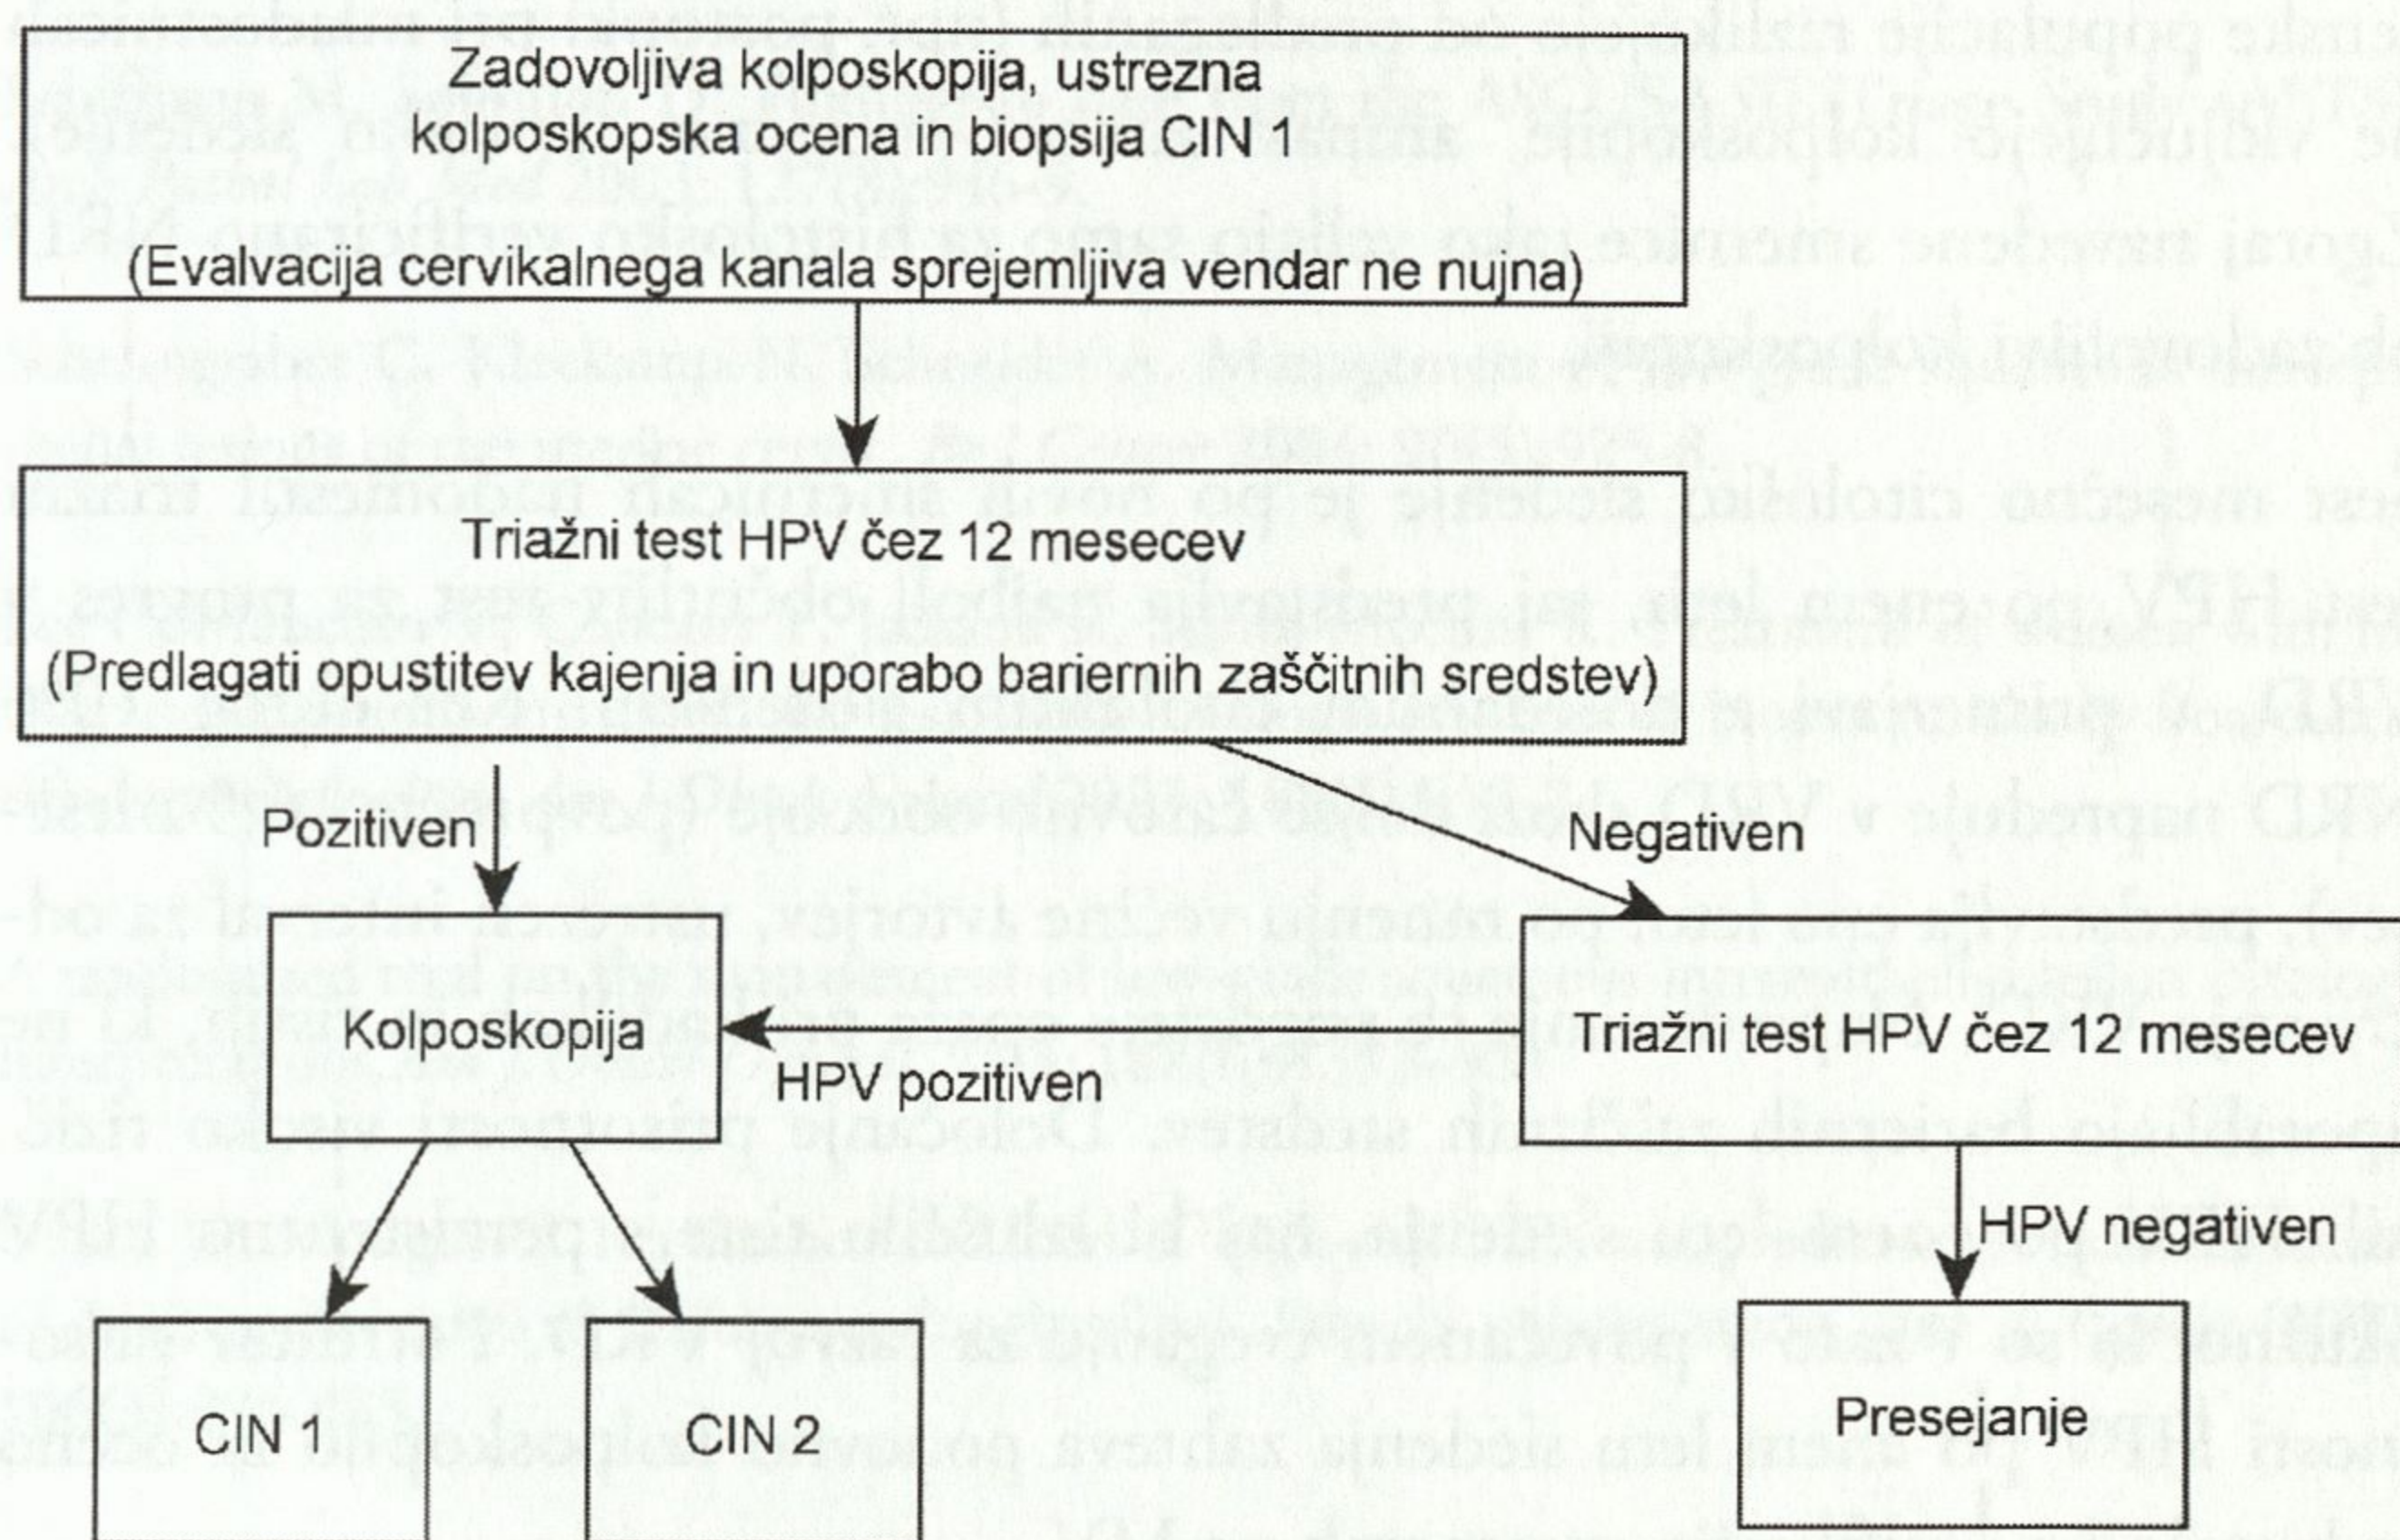 Zadovoljiva kolposkopija, ustrezna
kolposkopska ocena in biopsija CIN 1
(Evalvacija cervikalnega kanala sprejemljiva vendar ne nujna)
Triažni test HPV čez 12 mesecev
(Predlagati opustitev kajenja in uporabo bariernih zaščitnih sredstev)
Pozitiven
Negativen
Kolposkopija
HPV pozitiven
Triažni test HPV čez 12 mesecev
HPV negativen
CIN 1
CIN 2
Presejanje